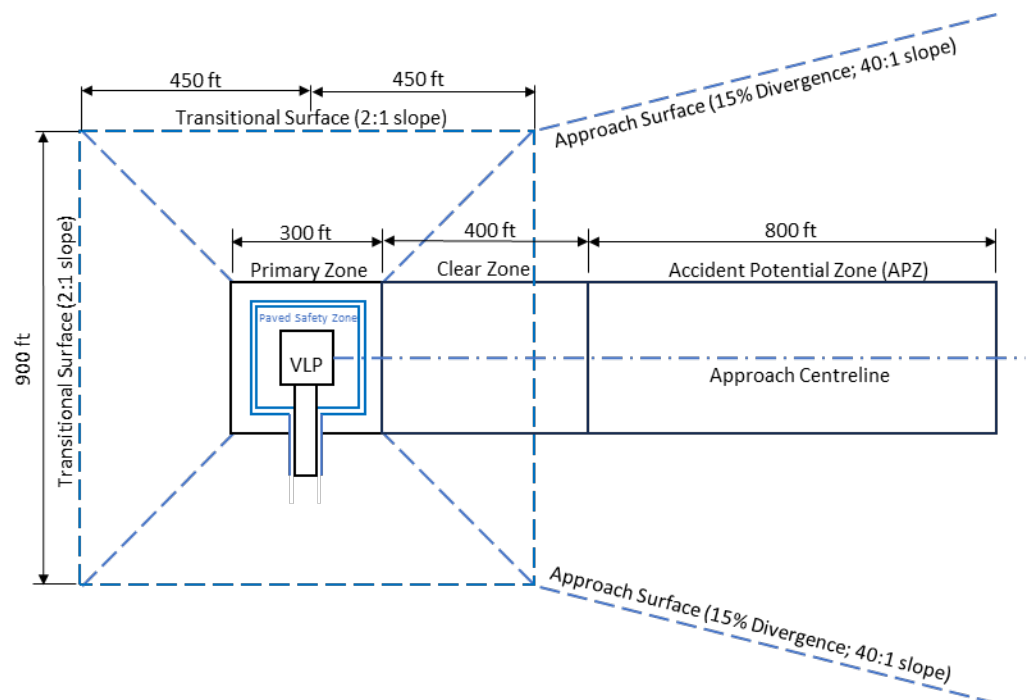 450 ft
450 ft
Transitional Surface (2:1 slope)
Approach Surface (15% Divergence; 40:1 slope)
900 ft
Transitional Surface (2:1 slope)
300 ft
400 ft
800 ft
Primary Zone
Clear Zone
Accident Potential Zone (APZ)
Paved Safety Zone
VLP
Approach Centreline
Approach Surface (15% Divergence; 40:1 slope)